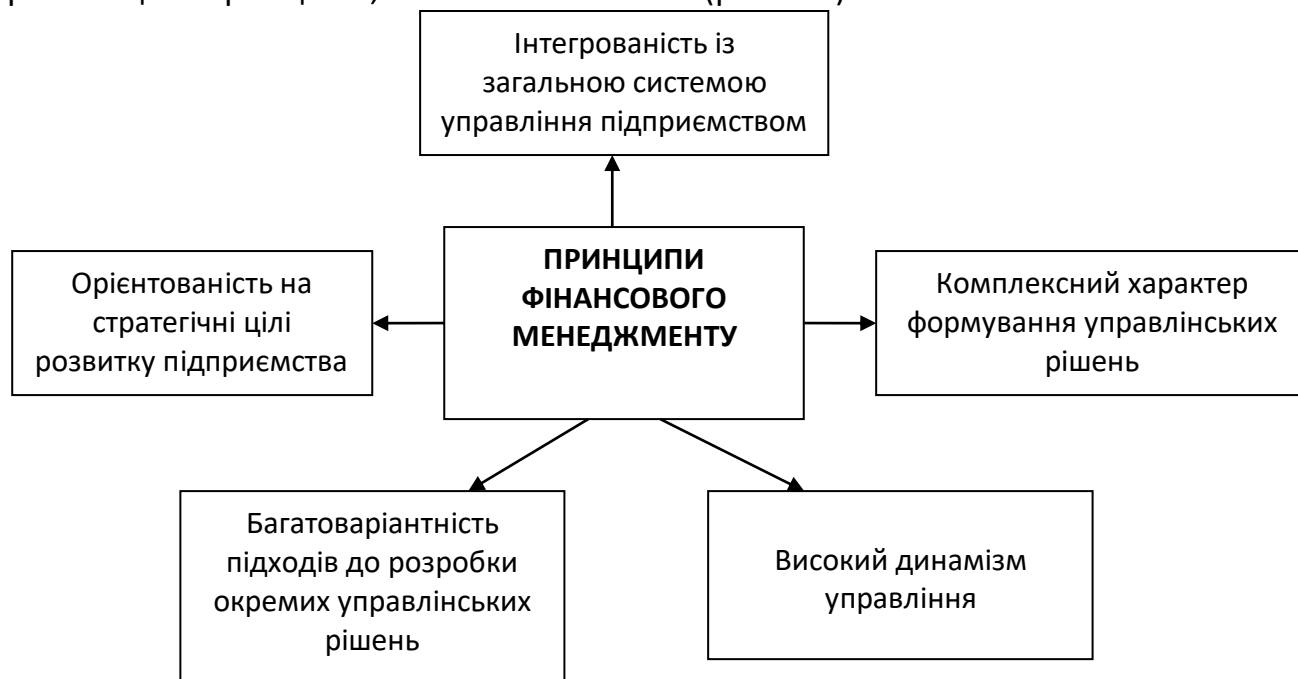 Інтегрованість із
загальною системою
управління підприємством
Орієнтованість на
стратегічні цілі
розвитку підприємства
ПРИНЦИПИ
ФІНАНСОВОГО
МЕНЕДЖМЕНТУ
Комплексний характер
формування управлінських
рішень
Багатоваріантність
підходів до розробки
окремих управлінських
рішень
Високий динамізм
управління